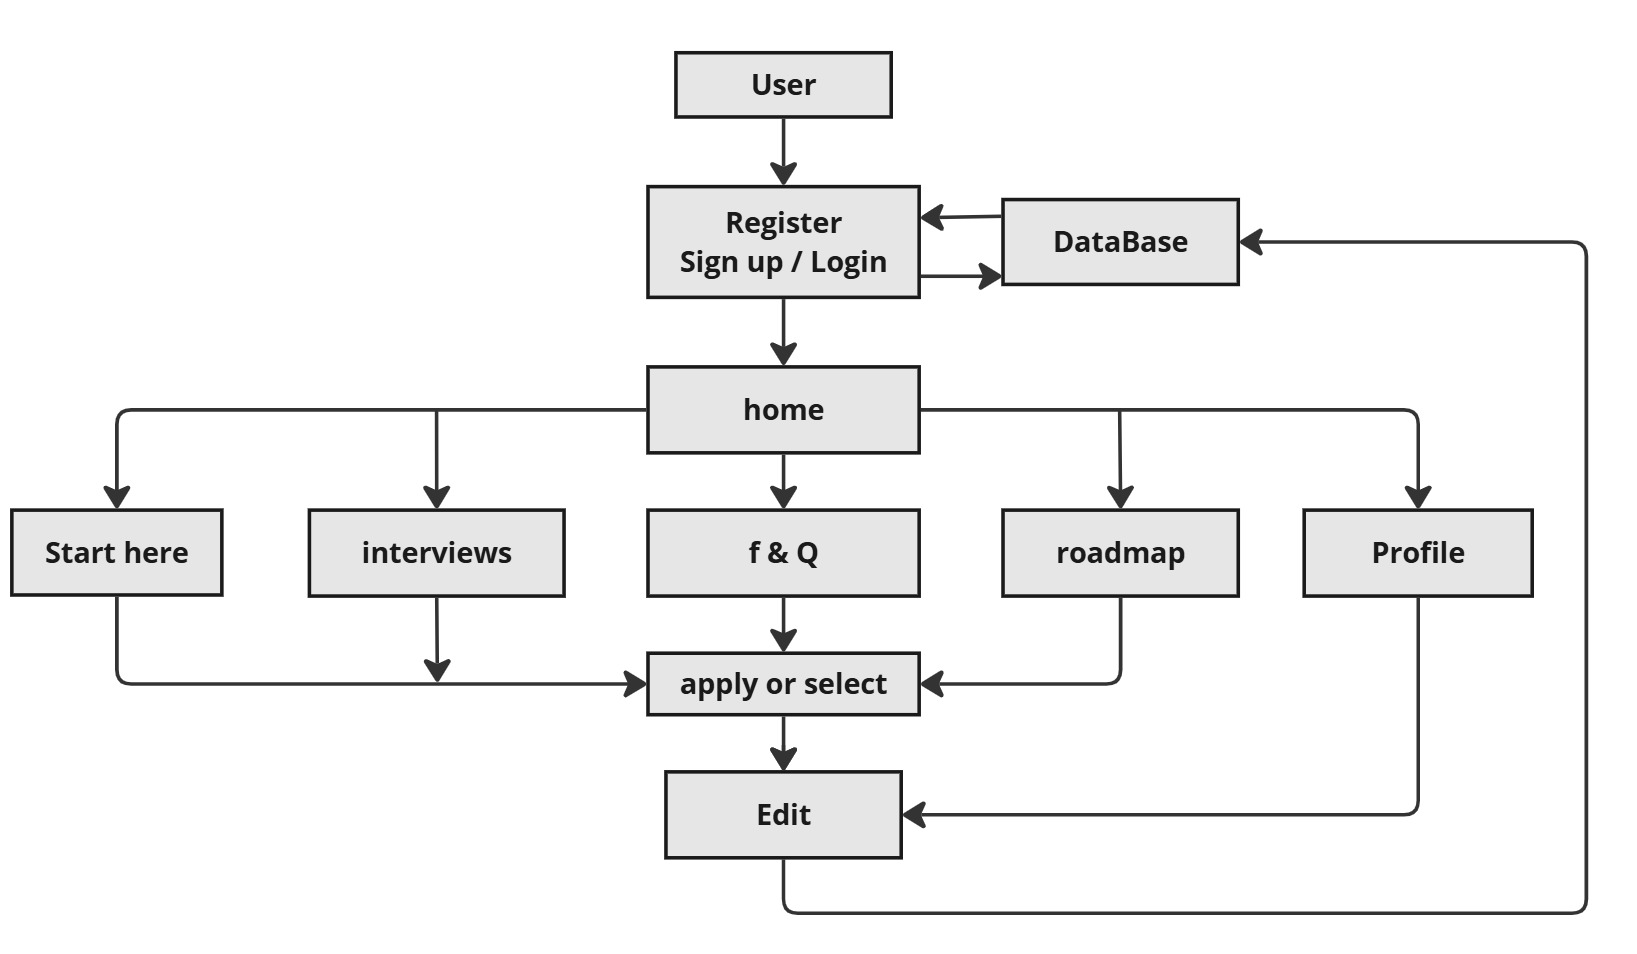 User
Register
Sign up / Login
DataBase
home
Start here
interviews
f & Q
roadmap
Profile
apply or select
Edit